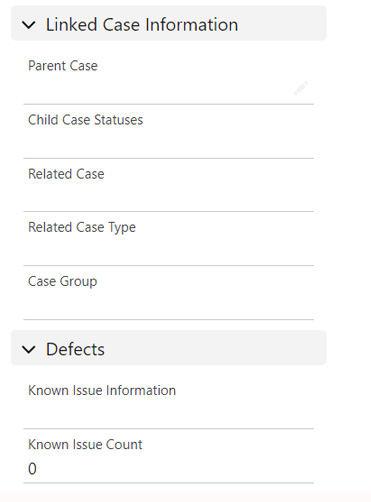 Linked Case Information
Parent Case
Child Case Statuses
Related Case
Related Case Type
Case Group
Defects
Known Issue Information
Known Issue Count
0